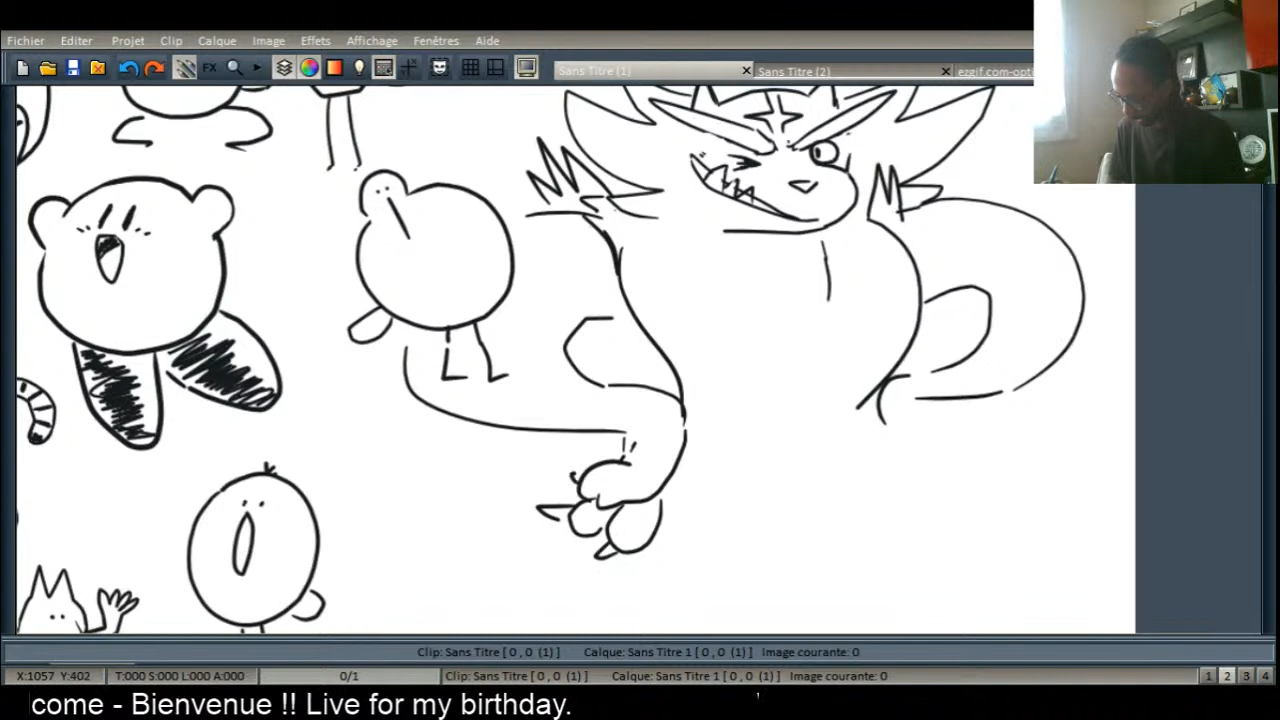 Fichier Editer Projet Clip Calque Image Effets Affichage Fenêtres Aide
FX Sans Titre (1) Sans Titre (2) ezgif.com-opti
Clip: Sans Titre [ 0 , 0 (1) ] Calque: Sans Titre 1 [ 0 , 0 (1) ] Image courante: 0
X:1057 Y:402 T:000 S:000 L:000 A:000 0/1 Clip: Sans Titre [ 0 , 0 (1) ] Calque: Sans Titre 1 [ 0 , 0 (1) ] Image courante: 0 1 2 3 4
come - Bienvenue !! Live for my birthday.